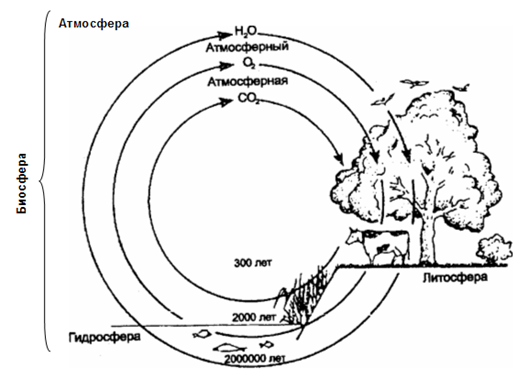 Атмосфера
H₂O
Атмосферный
O₂
Атмосферная
CO₂
Биосфера
300 лет
Литосфера
2000 лет
Гидросфера
2000000 лет